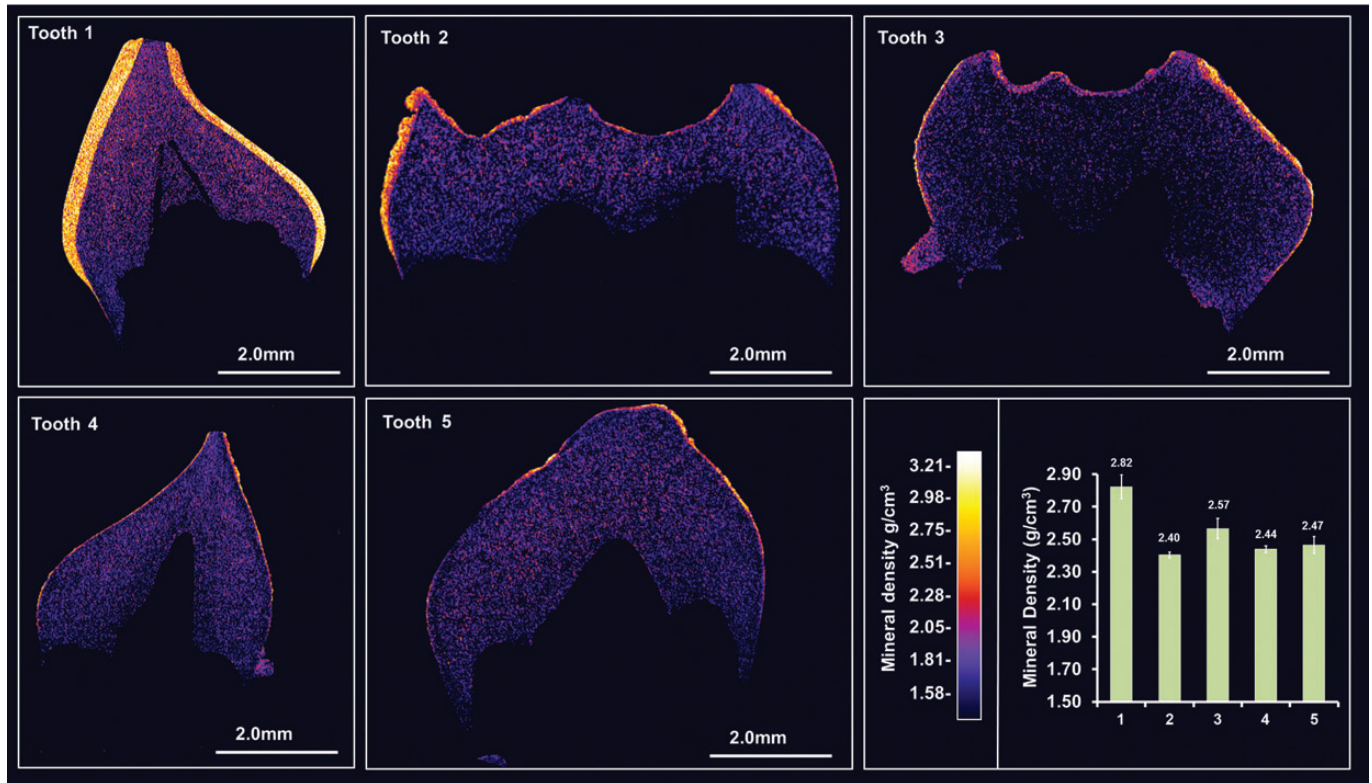 Tooth 1
2.0mm
Tooth 2
2.0mm
Tooth 3
2.0mm
Tooth 4
2.0mm
Tooth 5
2.0mm
Mineral density g/cm³
3.21-
2.98-
2.75-
2.51-
2.28-
2.05-
1.81-
1.58-
Mineral Density (g/cm³)
2.90
2.70
2.50
2.30
2.10
1.90
1.70
1.50
2.82
2.40
2.57
2.44
2.47
1 2 3 4 5